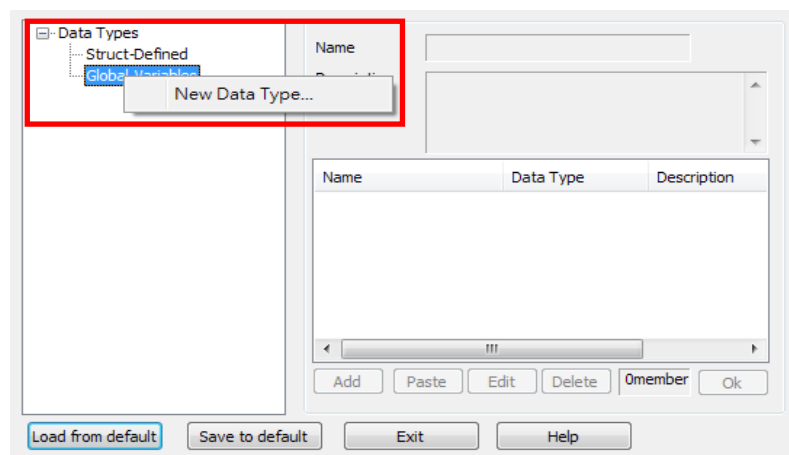 Data Types
Struct-Defined
Global Variables
New Data Type...
Name
Name Data Type Description
Add Paste Edit Delete 0member Ok
Load from default Save to default Exit Help